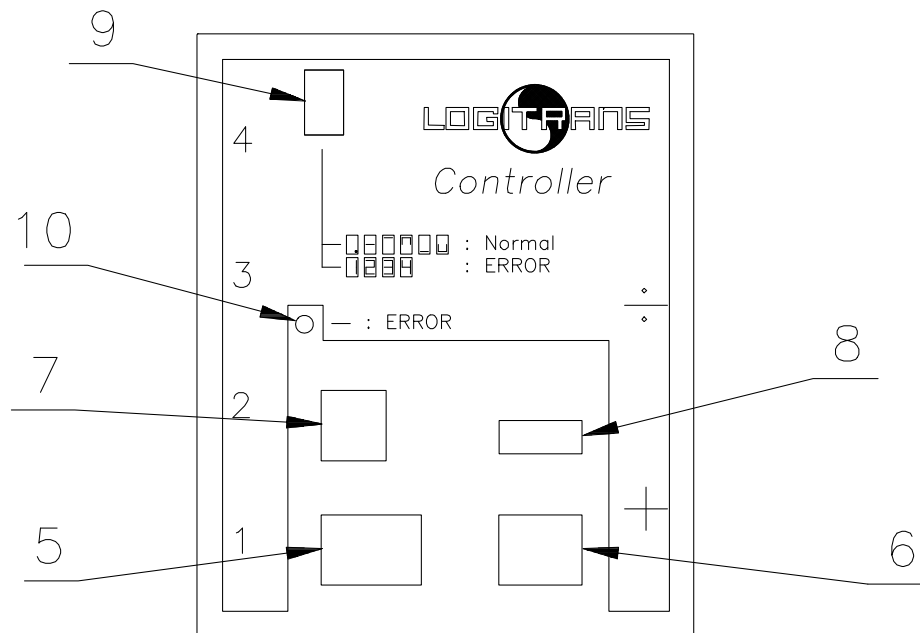 9
LOGITRANS
4
Controller
10
: Normal
3
1234 : ERROR
— : ERROR
7
8
2
5
1
6